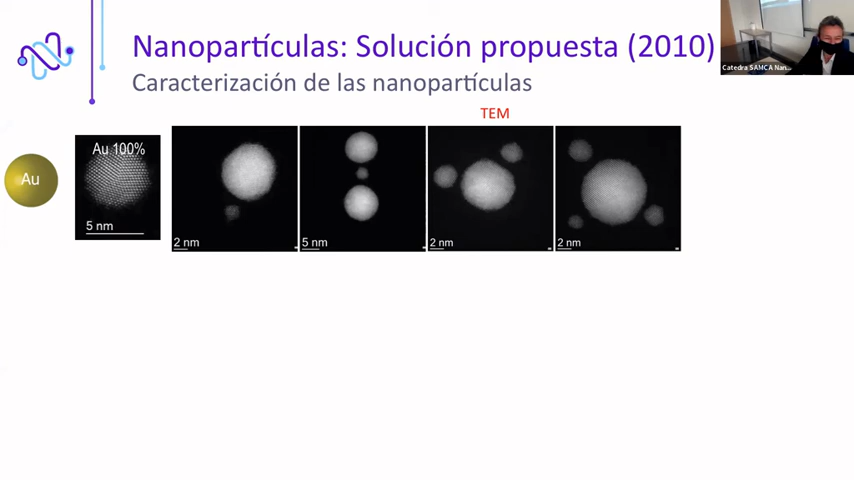 Nanopartículas: Solución propuesta (2010)
Catedra SAMCA Nan...
Caracterización de las nanopartículas
TEM
Au 100%
Au
5 nm
2 nm
5 nm
2 nm
2 nm